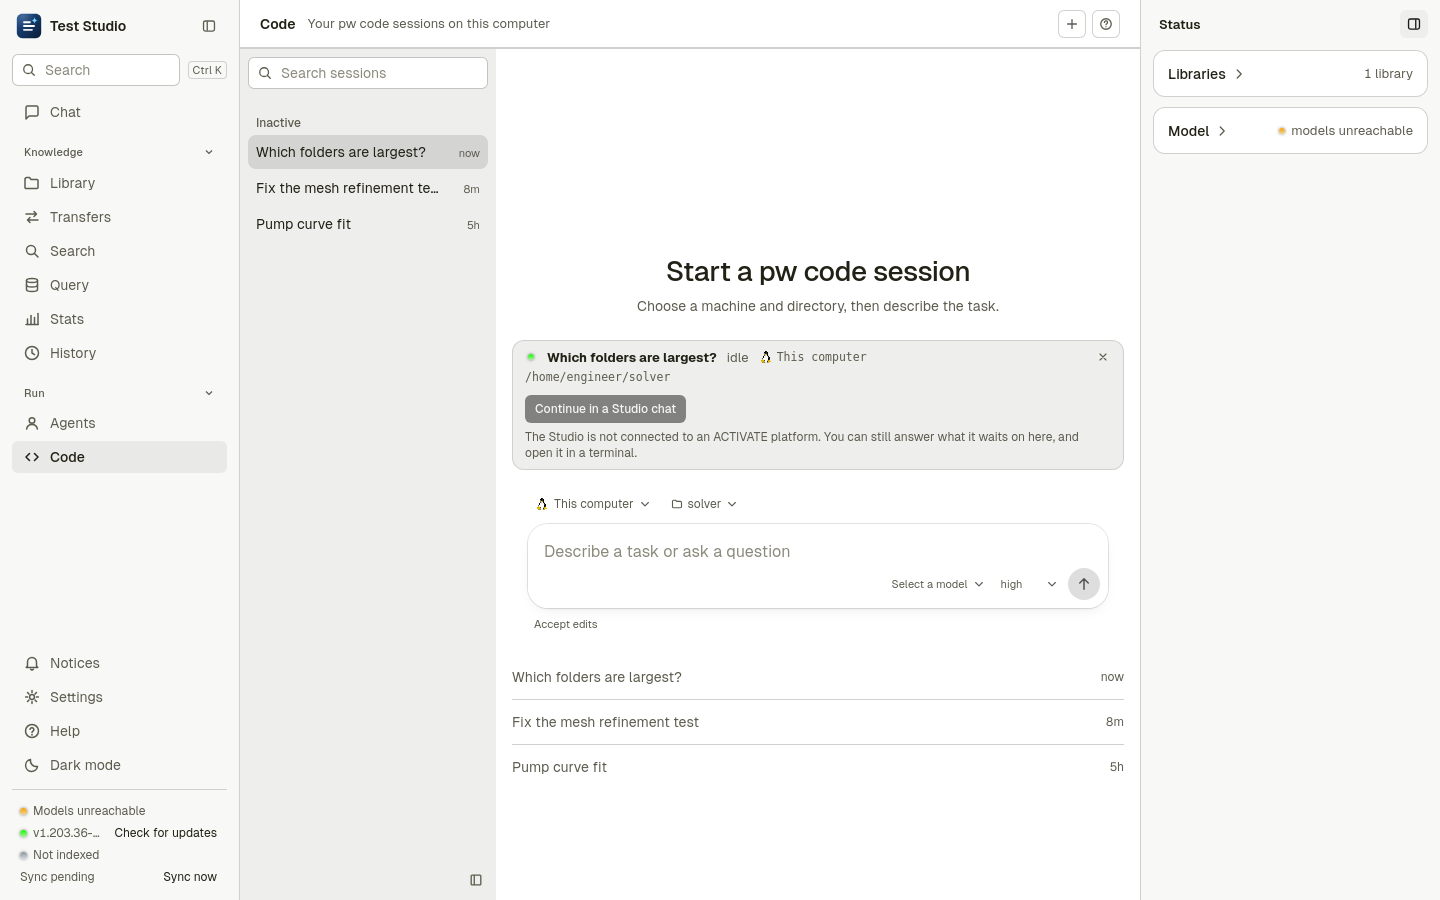 Test Studio
Search
Ctrl K
Chat
Knowledge
Library
Transfers
Search
Query
Stats
History
Run
Agents
Code
Notices
Settings
Help
Dark mode
Models unreachable
v1.203.36-… Check for updates
Not indexed
Sync pending Sync now
Code Your pw code sessions on this computer
Search sessions
Inactive
Which folders are largest? now
Fix the mesh refinement te… 8m
Pump curve fit 5h
Start a pw code session
Choose a machine and directory, then describe the task.
Which folders are largest? idle This computer
/home/engineer/solver
Continue in a Studio chat
The Studio is not connected to an ACTIVATE platform. You can still answer what it waits on here, and
open it in a terminal.
This computer solver
Describe a task or ask a question
Select a model high
Accept edits
Which folders are largest? now
Fix the mesh refinement test 8m
Pump curve fit 5h
Status
Libraries 1 library
Model models unreachable